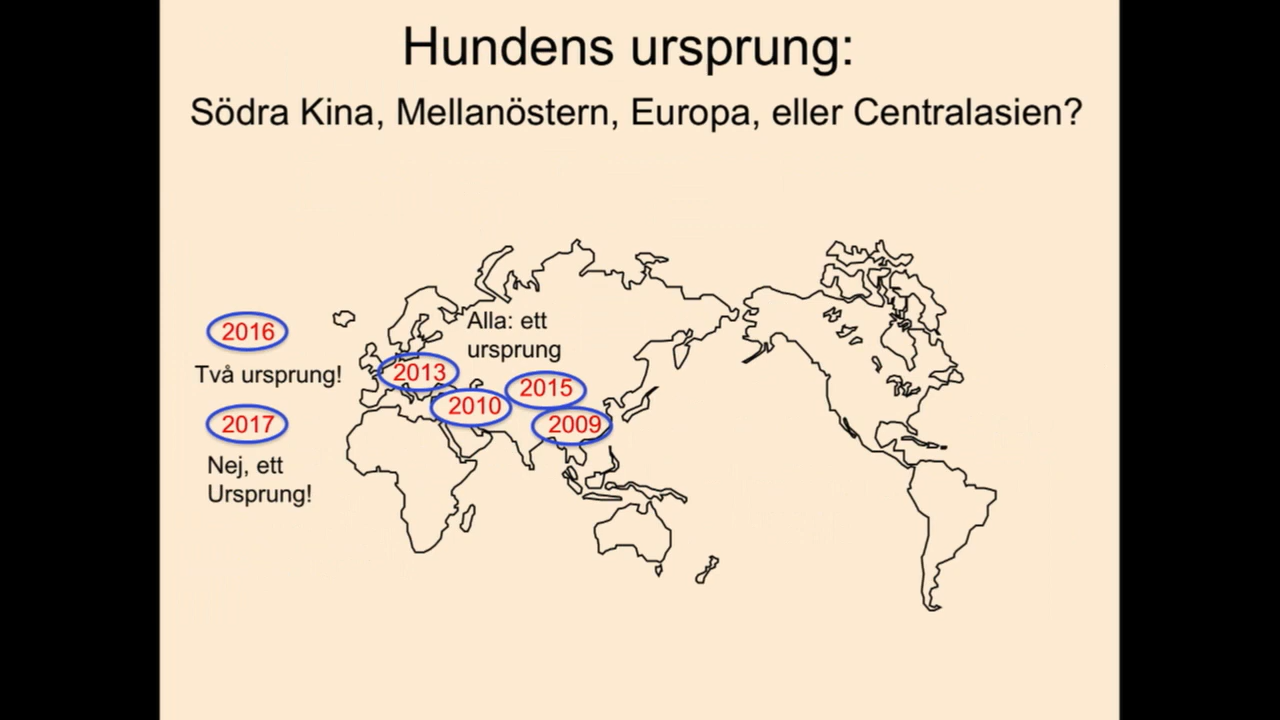 Hundens ursprung:
Södra Kina, Mellanöstern, Europa, eller Centralasien?
2016
Två ursprung!
2017
Nej, ett
Ursprung!
Alla: ett
ursprung
2013
2010
2015
2009